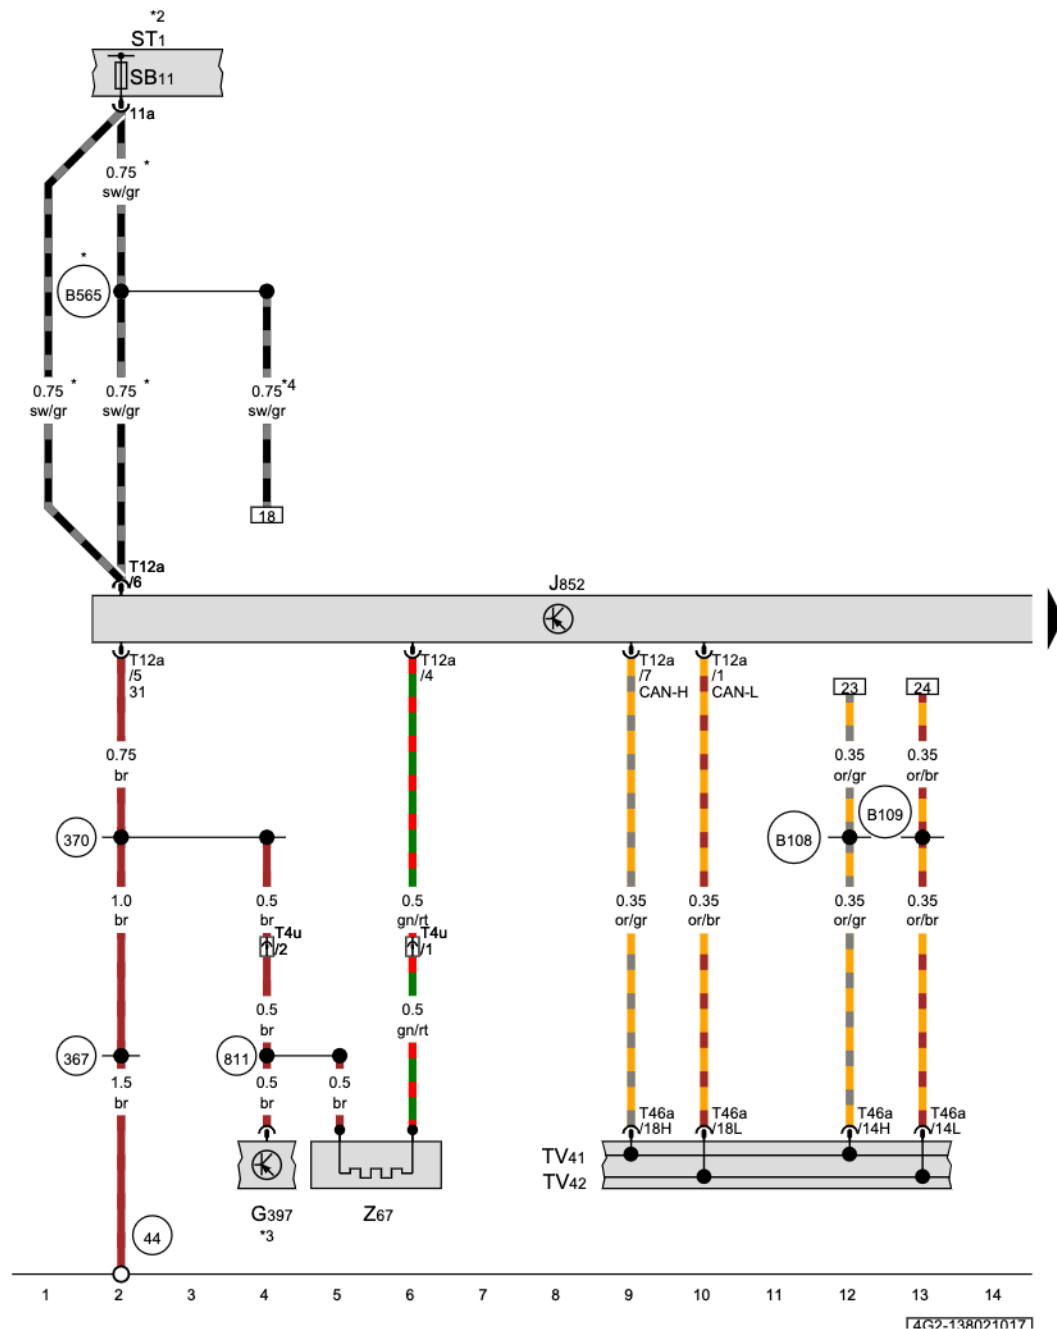 *2
ST1
SB11
11a
0.75 *
sw/gr
*
B565
0.75 *
sw/gr
0.75 *
sw/gr
0.75 *4
sw/gr
18
T12a
/6
J852
T12a
/5
31
T12a
/4
T12a
/7
CAN-H
T12a
/1
CAN-L
23
24
0.75
br
0.35
or/gr
0.35
or/br
370
B108
B109
1.0
br
0.5
br
0.5
gn/rt
0.35
or/gr
0.35
or/br
0.35
or/gr
0.35
or/br
T4u
/2
T4u
/1
0.5
br
0.5
gn/rt
367
811
1.5
br
0.5
br
0.5
br
T46a
/18H
T46a
/18L
T46a
/14H
T46a
/14L
TV41
TV42
G397
*3
Z67
44
1 2 3 4 5 6 7 8 9 10 11 12 13 14
4G2-138021017